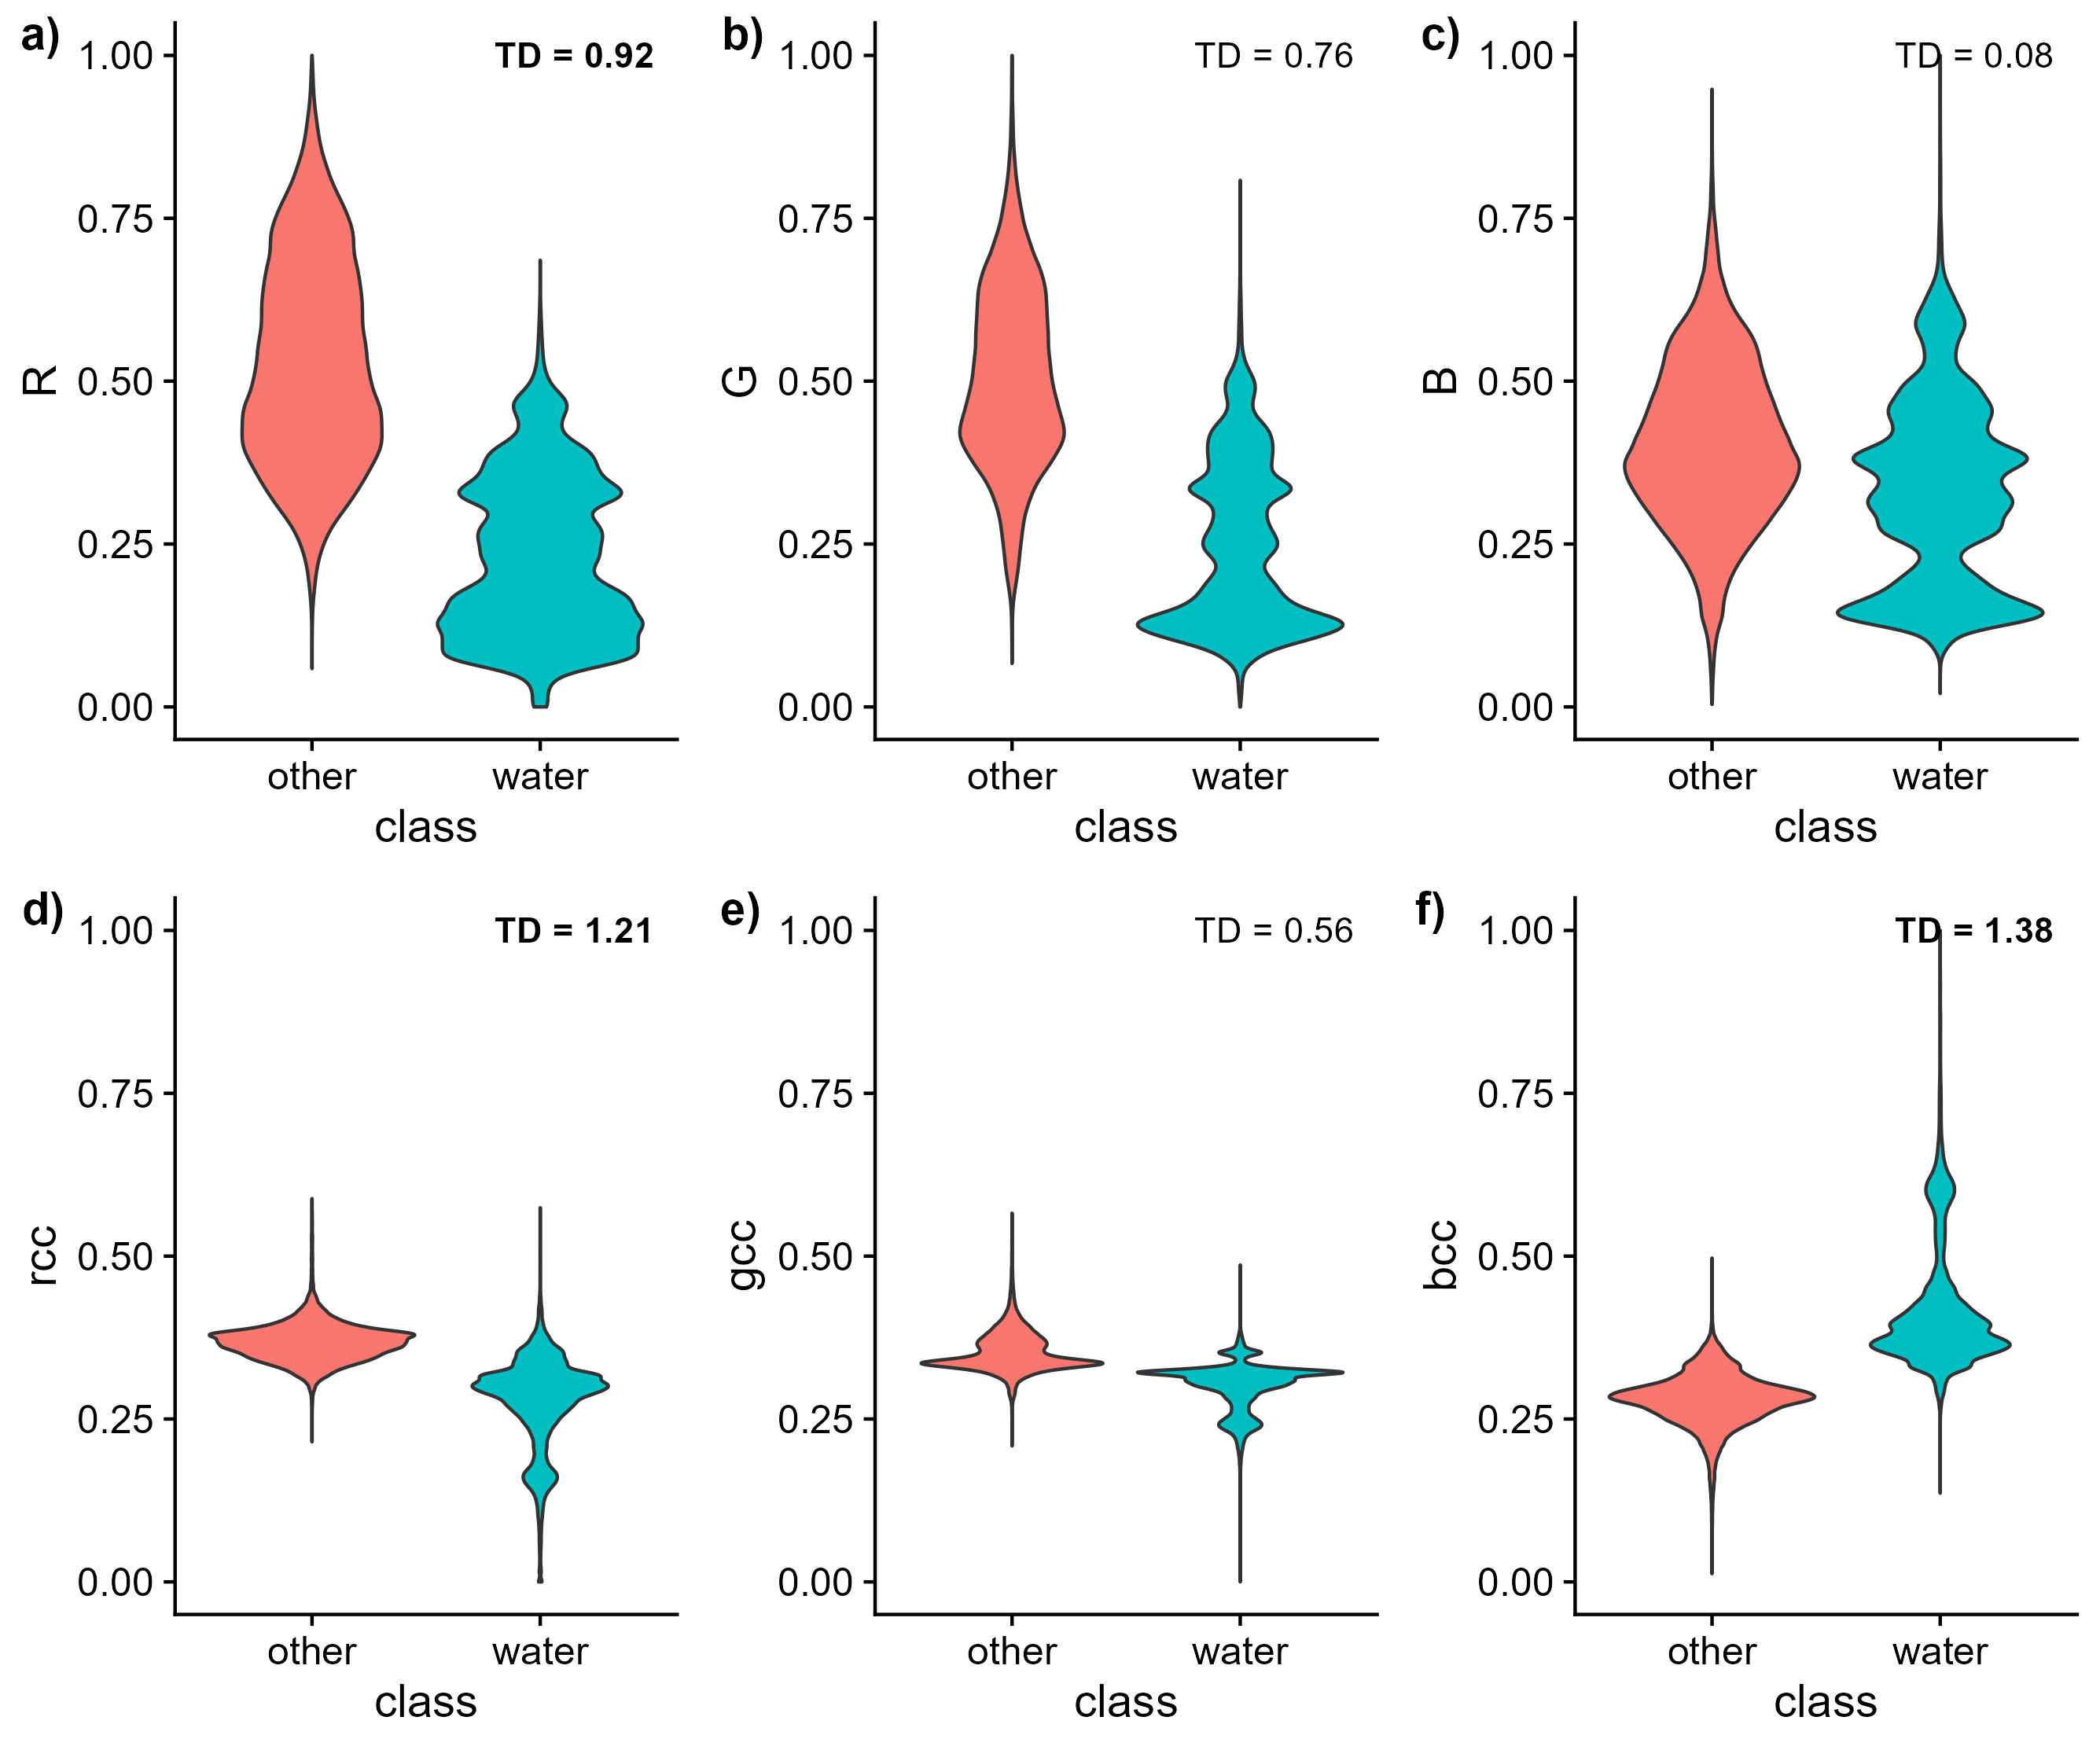 a)
TD = 0.92
1.00
0.75
0.50
0.25
0.00
R
other water
class
b)
TD = 0.76
1.00
0.75
0.50
0.25
0.00
G
other water
class
c)
TD = 0.08
1.00
0.75
0.50
0.25
0.00
B
other water
class
d)
TD = 1.21
1.00
0.75
0.50
0.25
0.00
rcc
other water
class
e)
TD = 0.56
1.00
0.75
0.50
0.25
0.00
gcc
other water
class
f)
TD = 1.38
1.00
0.75
0.50
0.25
0.00
bcc
other water
class